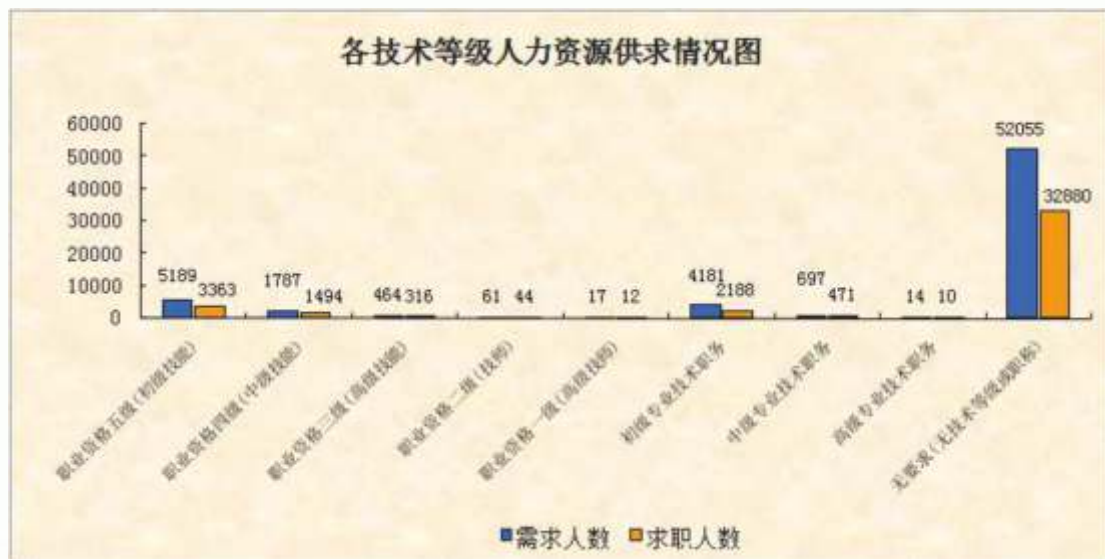 各技术等级人力资源供求情况图
60000
50000
40000
30000
20000
10000
0
5189
3363
1787
1494
464
316
61
44
17
12
4181
2188
697
471
14
10
52055
32880
职业资格五级(初级技能)
职业资格四级(中级技能)
职业资格三级(高级技能)
职业资格二级(技师)
职业资格一级(高级技师)
初级专业技术职务
中级专业技术职务
高级专业技术职务
无要求(无技术等级或职称)
需求人数
求职人数